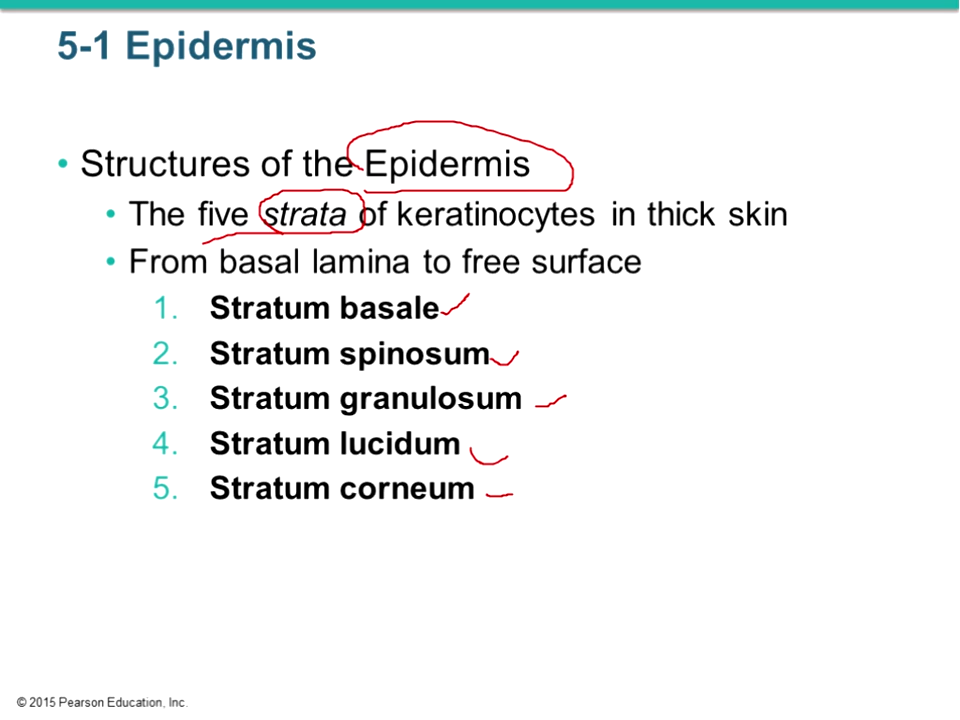 5-1 Epidermis
• Structures of the Epidermis
• The five strata of keratinocytes in thick skin
• From basal lamina to free surface
1. Stratum basale
2. Stratum spinosum
3. Stratum granulosum
4. Stratum lucidum
5. Stratum corneum
© 2015 Pearson Education, Inc.